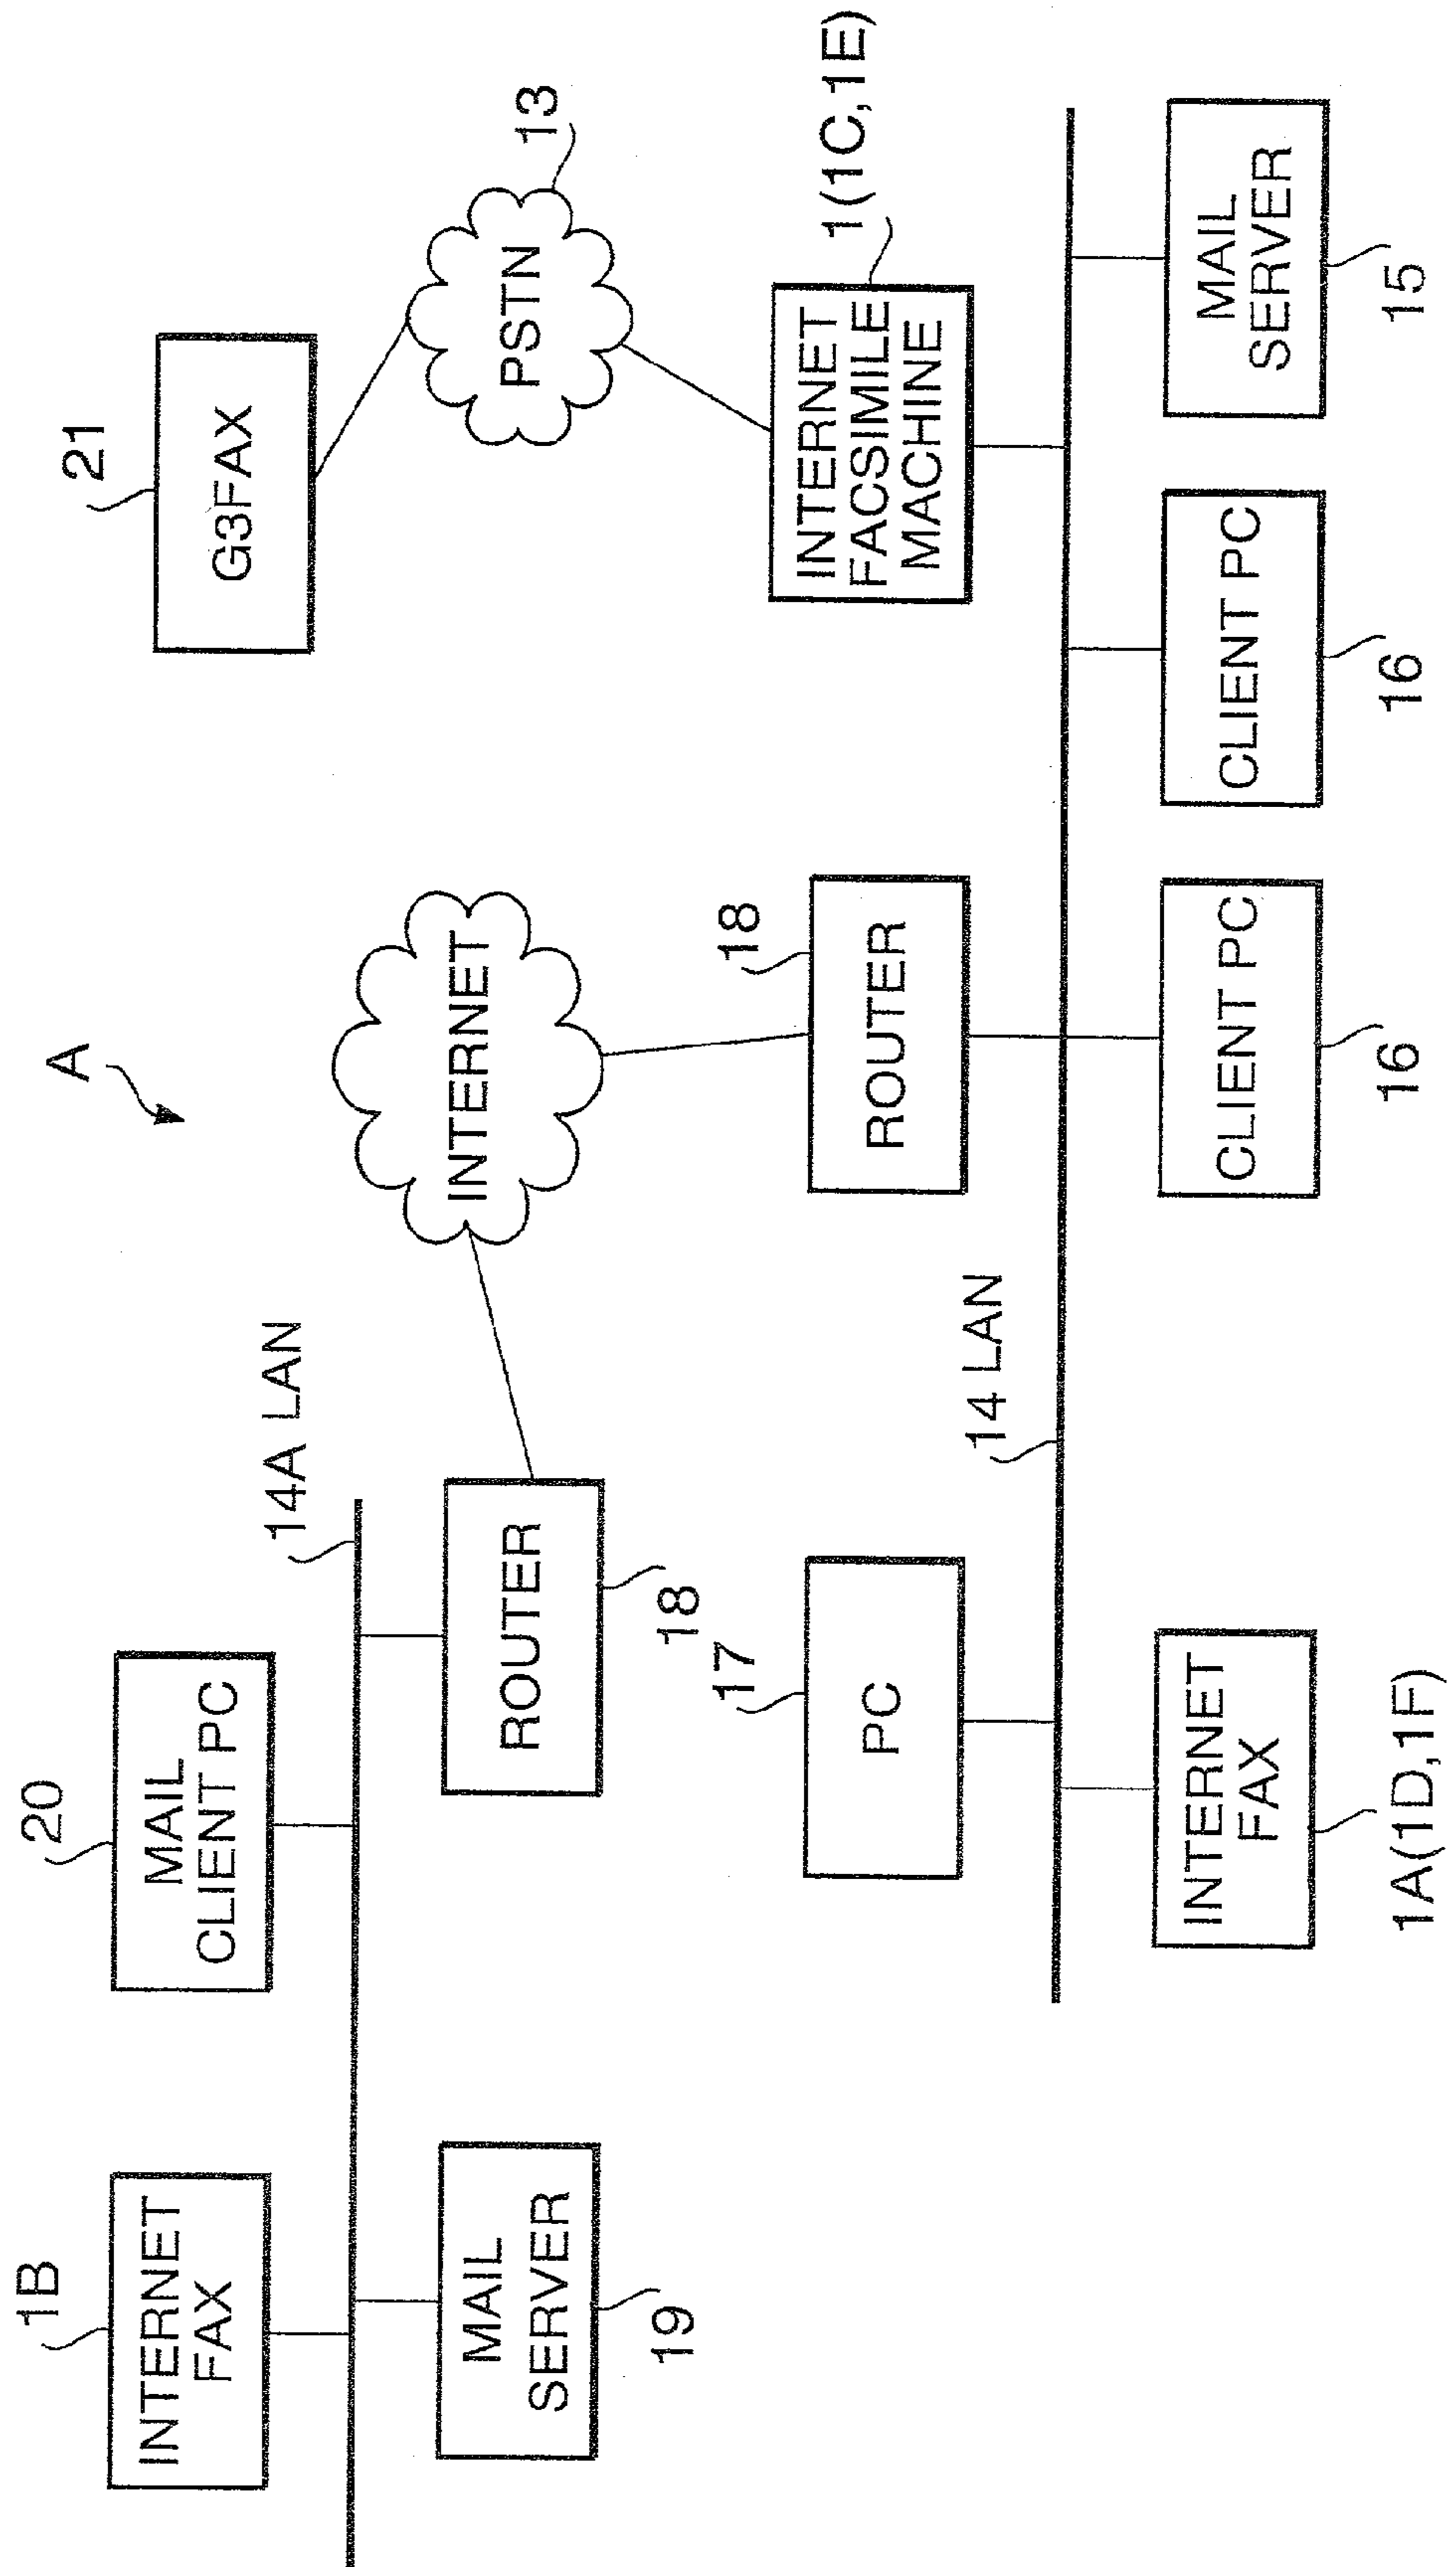 A
1B
INTERNET
FAX
20
MAIL
CLIENT PC
14A LAN
21
G3FAX
MAIL
SERVER
19
ROUTER
18
INTERNET
PSTN
13
17
PC
14 LAN
18
ROUTER
INTERNET
FACSIMILE
MACHINE
1(1C,1E)
INTERNET
FAX
1A(1D,1F)
CLIENT PC
16
CLIENT PC
16
MAIL
SERVER
15